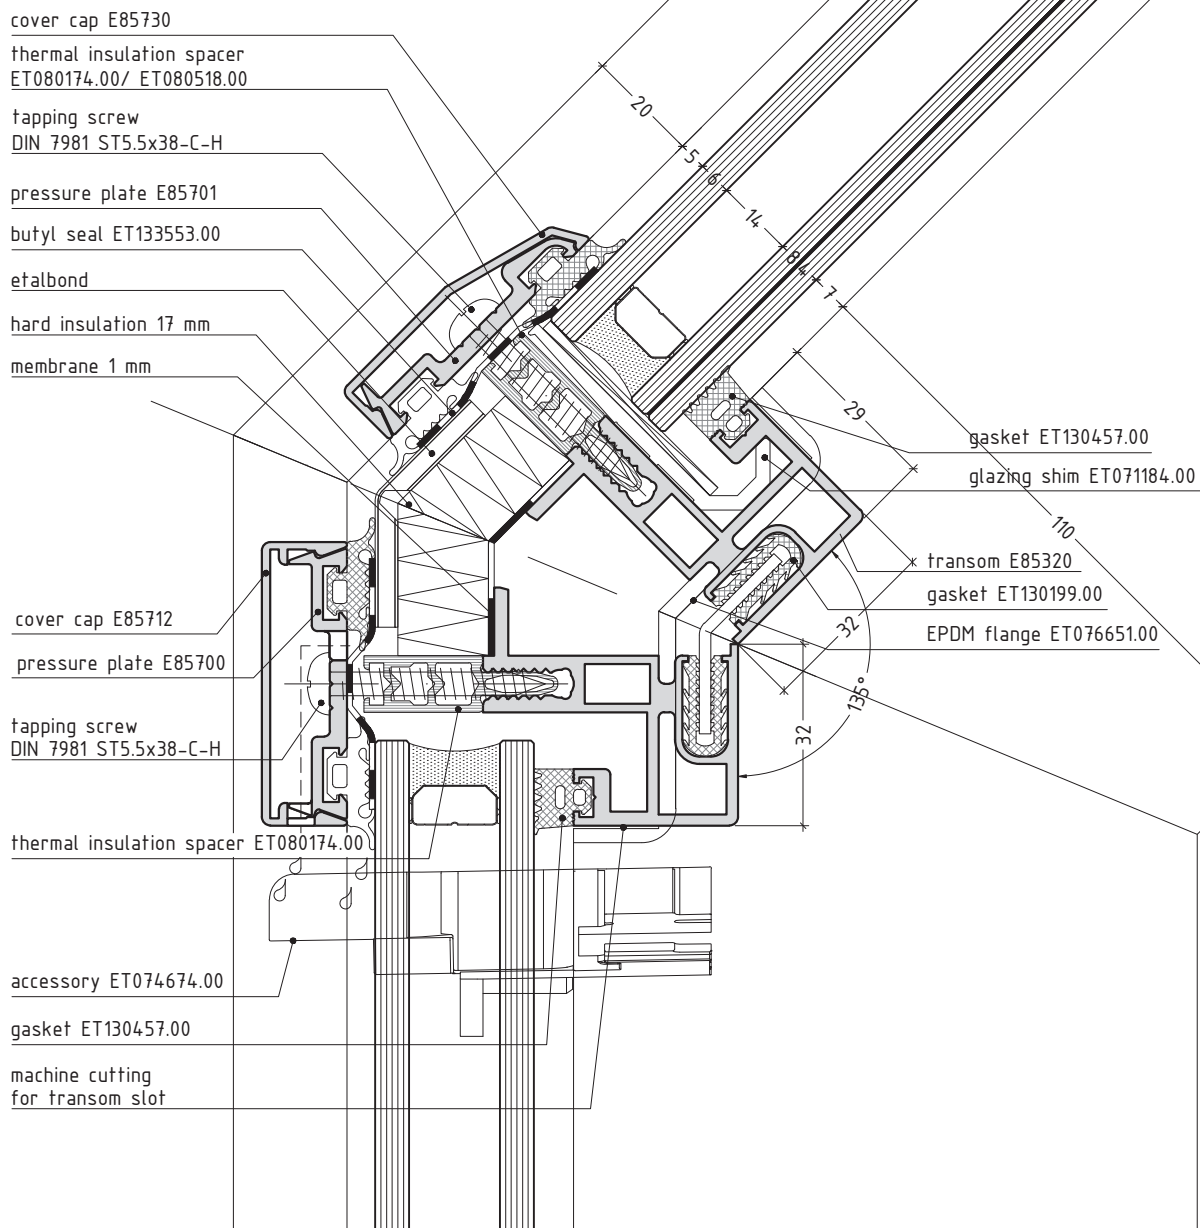 cover cap E85730
thermal insulation spacer
ET080174.00/ ET080518.00
tapping screw
DIN 7981 ST5.5x38-C-H
pressure plate E85701
butyl seal ET133553.00
etalbond
hard insulation 17 mm
membrane 1 mm
20
5
6
14
8
4
7
29
110
gasket ET130457.00
glazing shim ET071184.00
transom E85320
gasket ET130199.00
EPDM flange ET076651.00
32
135°
32
cover cap E85712
pressure plate E85700
tapping screw
DIN 7981 ST5.5x38-C-H
thermal insulation spacer ET080174.00
accessory ET074674.00
gasket ET130457.00
machine cutting
for transom slot